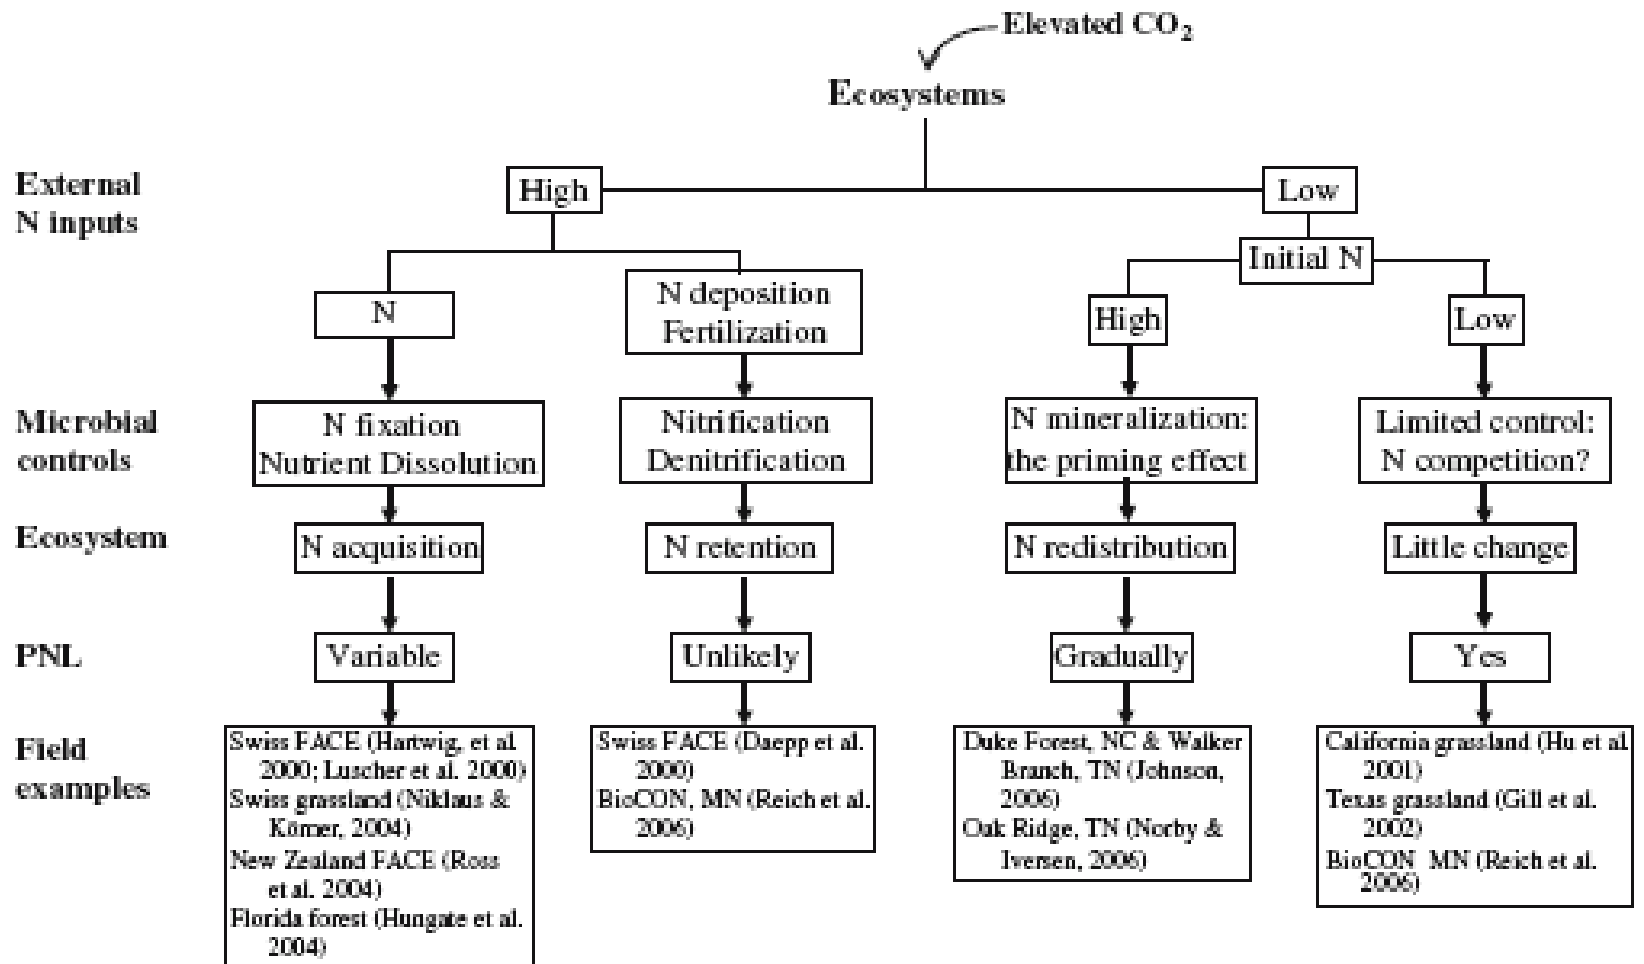 Elevated CO₂
Ecosystems
External
N inputs
High
Low
Initial N
N
N deposition
Fertilization
High
Low
Microbial
controls
N fixation
Nutrient Dissolution
Nitrification
Denitrification
N mineralization:
the priming effect
Limited control:
N competition?
Ecosystem
N acquisition
N retention
N redistribution
Little change
PNL
Variable
Unlikely
Gradually
Yes
Field
examples
Swiss FACE (Hartwig, et al
2000; Luscher et al. 2000)
Swiss grassland (Niklaus &
Körner, 2004)
New Zealand FACE (Ross
et al. 2004)
Florida forest (Hungate et al.
2004)
Swiss FACE (Daepp et al.
2000)
BioCON, MN (Reich et al.
2006)
Duke Forest, NC & Walker
Branch, TN (Johnson,
2006)
Oak Ridge, TN (Norby &
Iversen, 2006)
California grassland (Hu et al
2001)
Texas grassland (Gill et al.
2002)
BioCON, MN (Reich et al.
2006)